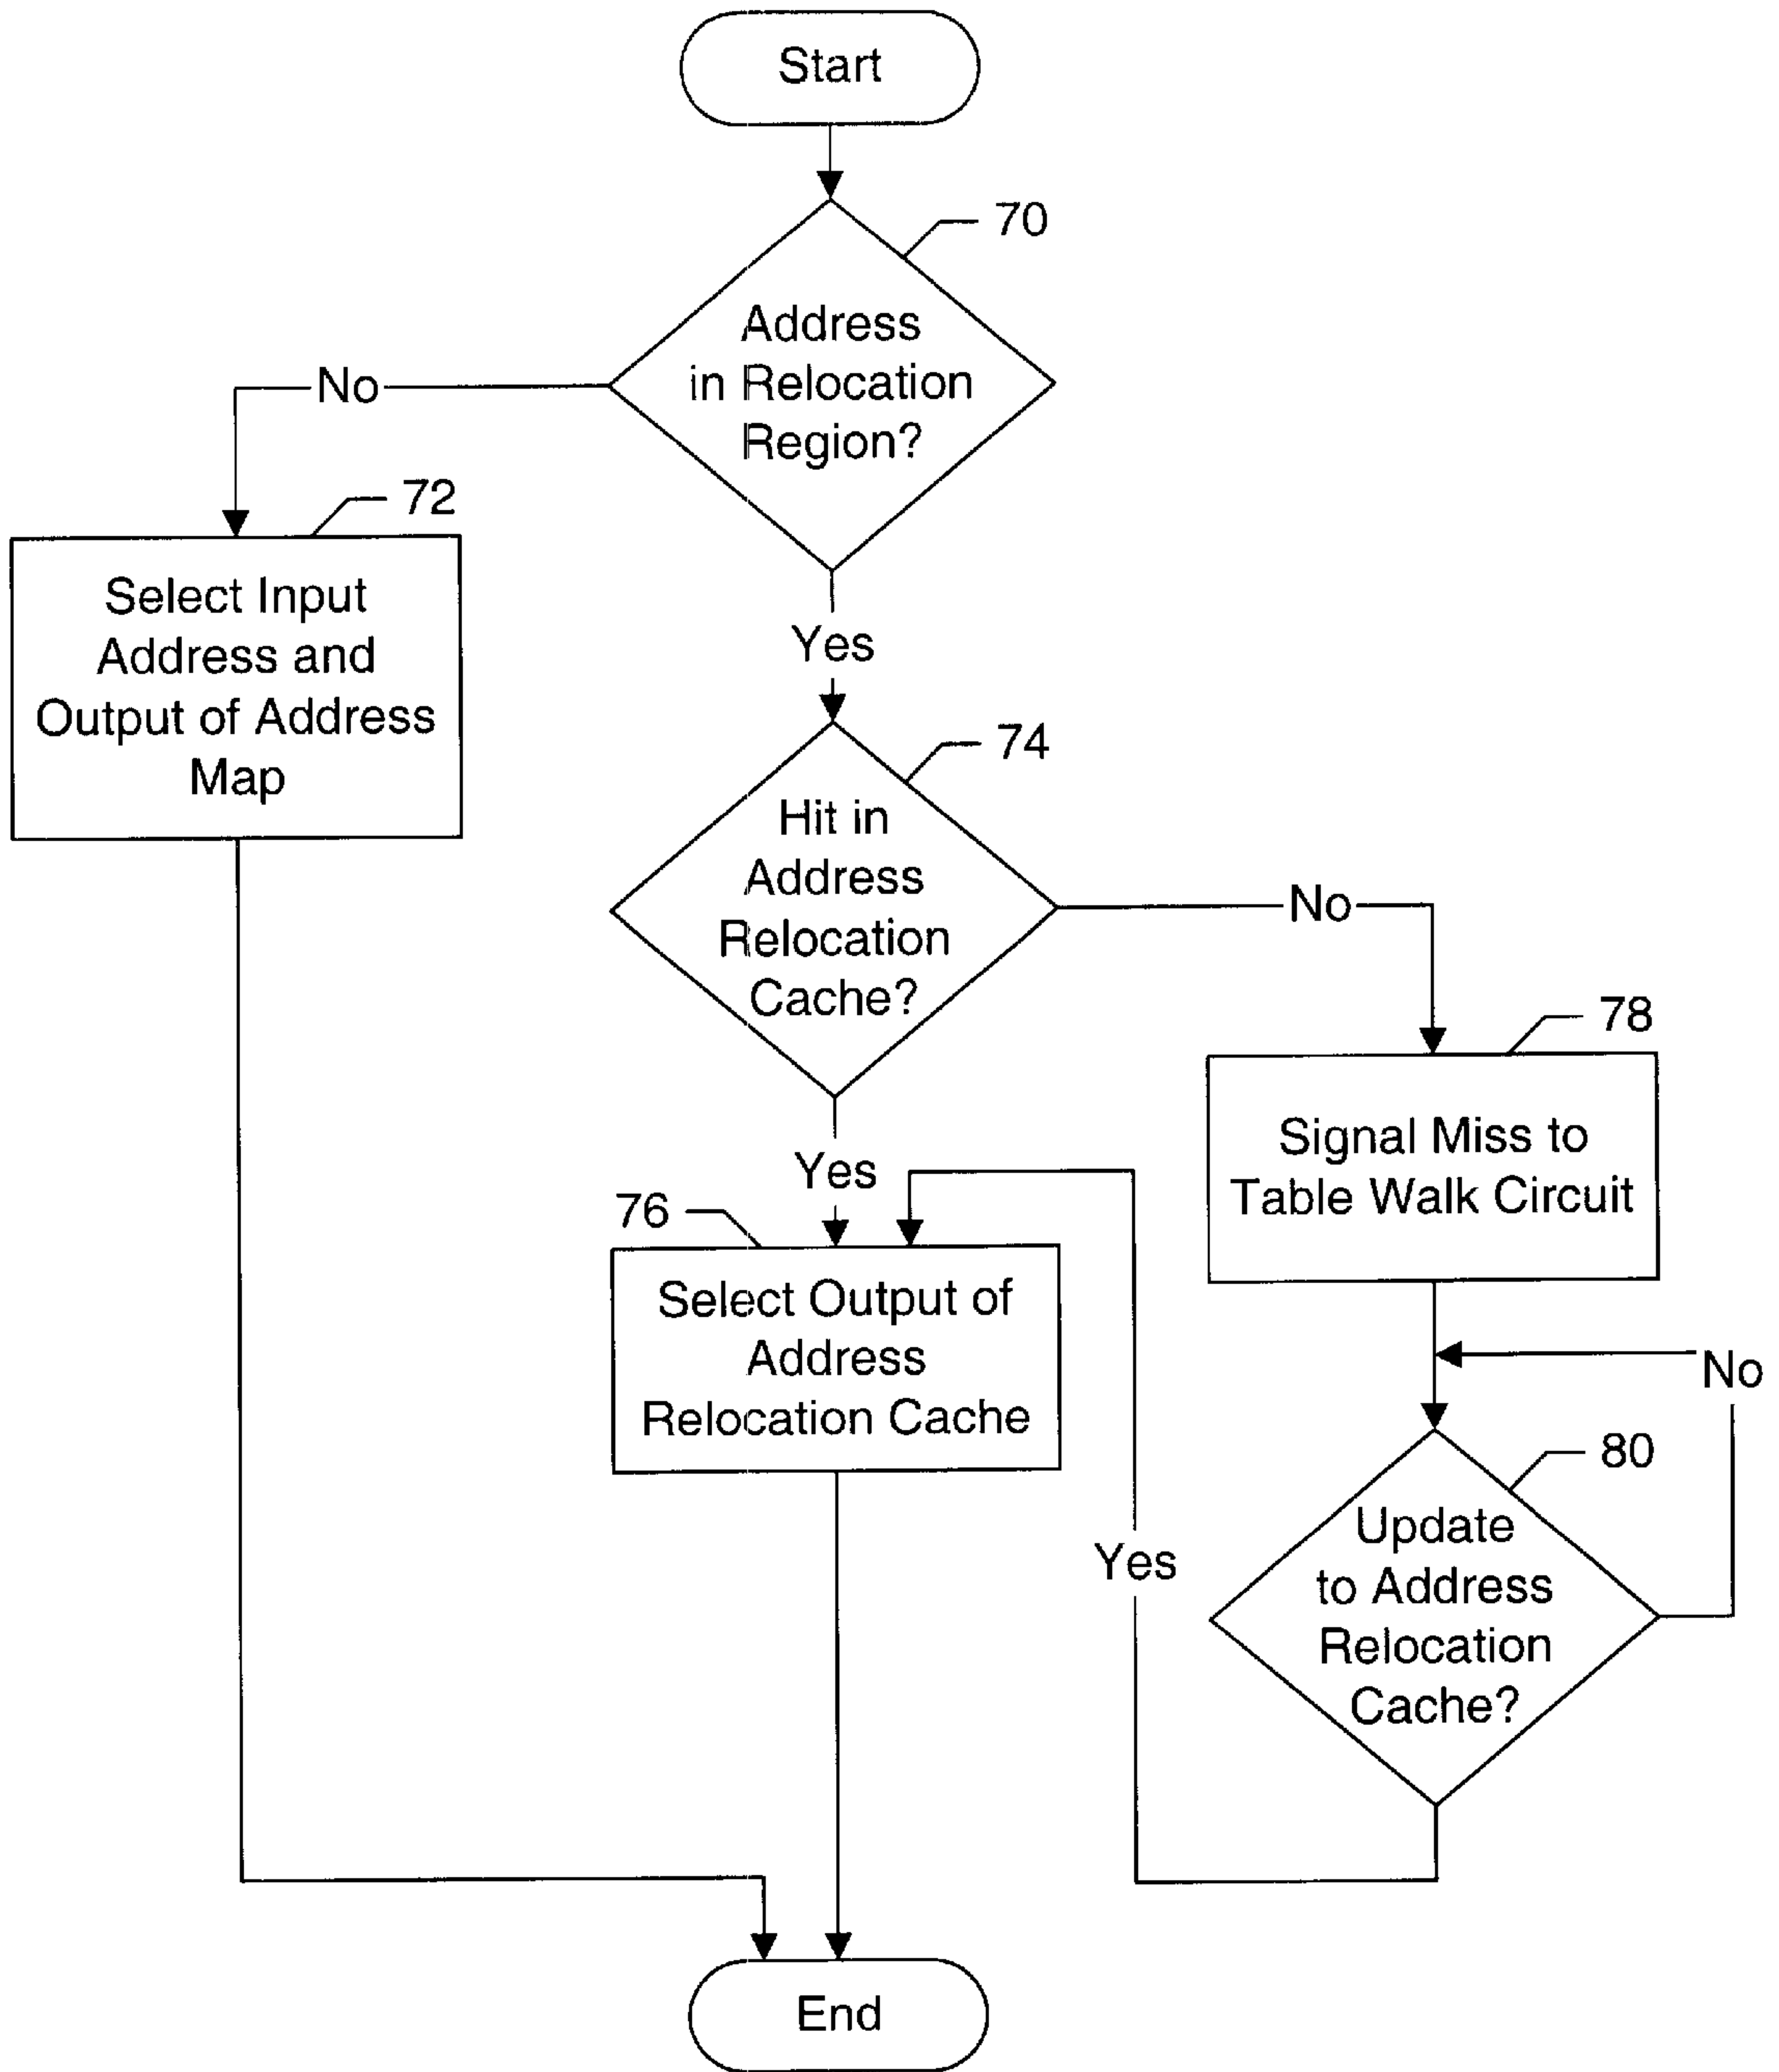 Start
70
Address
in Relocation
Region?
No
72
Select Input
Address and
Output of Address
Map
Yes
74
Hit in
Address
Relocation
Cache?
No
78
Signal Miss to
Table Walk Circuit
Yes
76
Select Output of
Address
Relocation Cache
No
80
Update
to Address
Relocation
Cache?
Yes
End